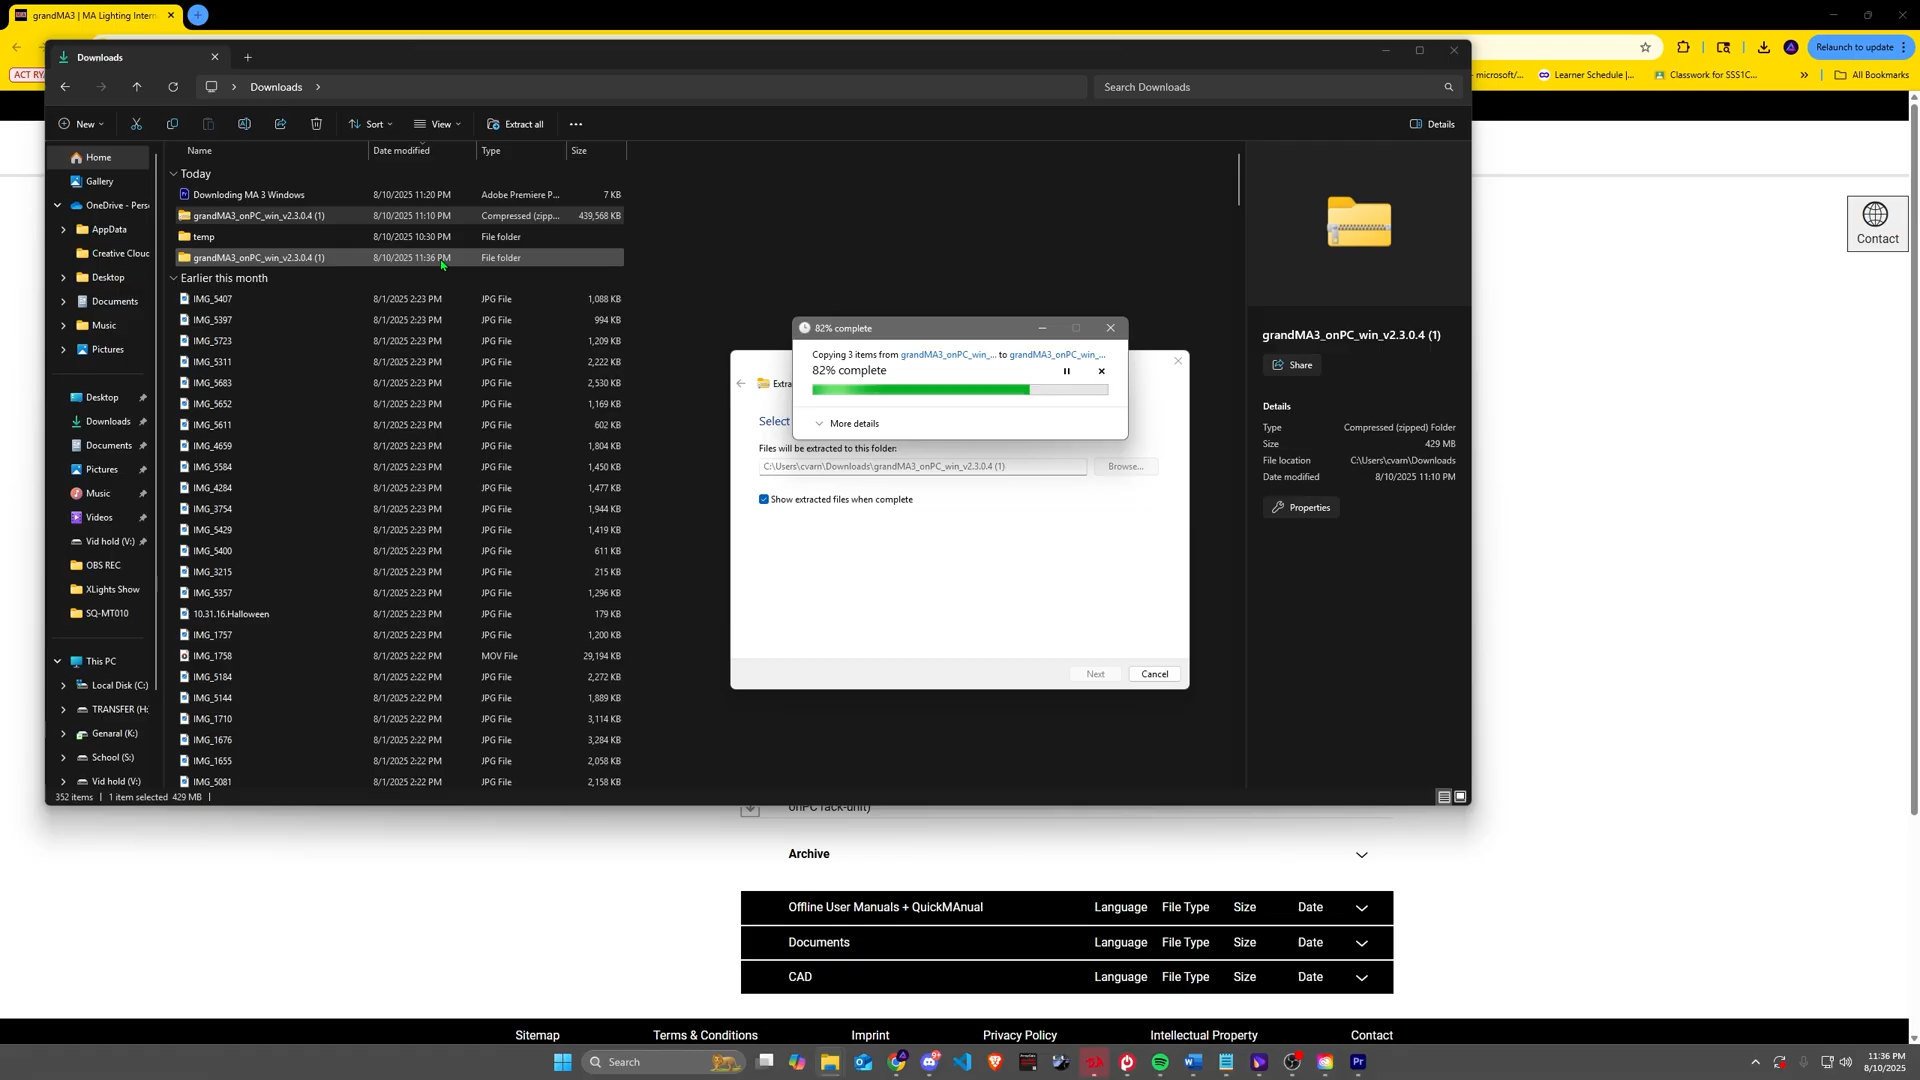 grandMA3 | MA Lighting Intern
ACT RY
Relaunch to update
microsoft/...
Learner Schedule |...
Classwork for SSS1C...
All Bookmarks
Downloads
Downloads
Search Downloads
New
Sort
View
Extract all
Details
Name
Date modified
Type
Size
Home
Gallery
OneDrive - Pers
AppData
Creative Cloud
Desktop
Documents
Music
Pictures
Desktop
Downloads
Documents
Pictures
Music
Videos
Vid hold (V:)
OBS REC
XLights Show
SQ-MT010
This PC
Local Disk (C:)
TRANSFER (H:
Genaral (K:)
School (S:)
Vid hold (V:)
Today
Downloding MA 3 Windows 8/10/2025 11:20 PM Adobe Premiere P... 7 KB
grandMA3_onPC_win_v2.3.0.4 (1) 8/10/2025 11:10 PM Compressed (zipp... 439,568 KB
temp 8/10/2025 10:30 PM File folder
grandMA3_onPC_win_v2.3.0.4 (1) 8/10/2025 11:36 PM File folder
Earlier this month
IMG_5407 8/1/2025 2:23 PM JPG File 1,088 KB
IMG_5397 8/1/2025 2:23 PM JPG File 994 KB
IMG_5723 8/1/2025 2:23 PM JPG File 1,209 KB
IMG_5311 8/1/2025 2:23 PM JPG File 2,222 KB
IMG_5683 8/1/2025 2:23 PM JPG File 2,530 KB
IMG_5652 8/1/2025 2:23 PM JPG File 1,169 KB
IMG_5611 8/1/2025 2:23 PM JPG File 602 KB
IMG_4659 8/1/2025 2:23 PM JPG File 1,804 KB
IMG_5584 8/1/2025 2:23 PM JPG File 1,450 KB
IMG_4284 8/1/2025 2:23 PM JPG File 1,477 KB
IMG_3754 8/1/2025 2:23 PM JPG File 1,944 KB
IMG_5429 8/1/2025 2:23 PM JPG File 1,419 KB
IMG_5400 8/1/2025 2:23 PM JPG File 611 KB
IMG_3215 8/1/2025 2:23 PM JPG File 215 KB
IMG_5357 8/1/2025 2:23 PM JPG File 1,296 KB
10.31.16.Halloween 8/1/2025 2:23 PM JPG File 179 KB
IMG_1757 8/1/2025 2:23 PM JPG File 1,200 KB
IMG_1758 8/1/2025 2:22 PM MOV File 29,194 KB
IMG_5184 8/1/2025 2:22 PM JPG File 2,272 KB
IMG_5144 8/1/2025 2:22 PM JPG File 1,889 KB
IMG_1710 8/1/2025 2:22 PM JPG File 3,114 KB
IMG_1676 8/1/2025 2:22 PM JPG File 3,284 KB
IMG_1655 8/1/2025 2:22 PM JPG File 2,058 KB
IMG_5081 8/1/2025 2:22 PM JPG File 2,158 KB
352 items | 1 item selected 429 MB |
82% complete
Copying 3 items from grandMA3_onPC_win_... to grandMA3_onPC_win_...
82% complete
More details
Extra
Select
Files will be extracted to this folder:
C:\Users\cvarn\Downloads\grandMA3_onPC_win_v2.3.0.4 (1)
Browse...
Show extracted files when complete
Next
Cancel
grandMA3_onPC_win_v2.3.0.4 (1)
Share
Details
Type Compressed (zipped) Folder
Size 429 MB
File location C:\Users\cvarn\Downloads
Date modified 8/10/2025 11:10 PM
Properties
Contact
onPC rack-unit)
Archive
Offline User Manuals + QuickMAnual Language File Type Size Date
Documents Language File Type Size Date
CAD Language File Type Size Date
Sitemap
Terms & Conditions
Imprint
Privacy Policy
Intellectual Property
Contact
Search
11:36 PM
8/10/2025